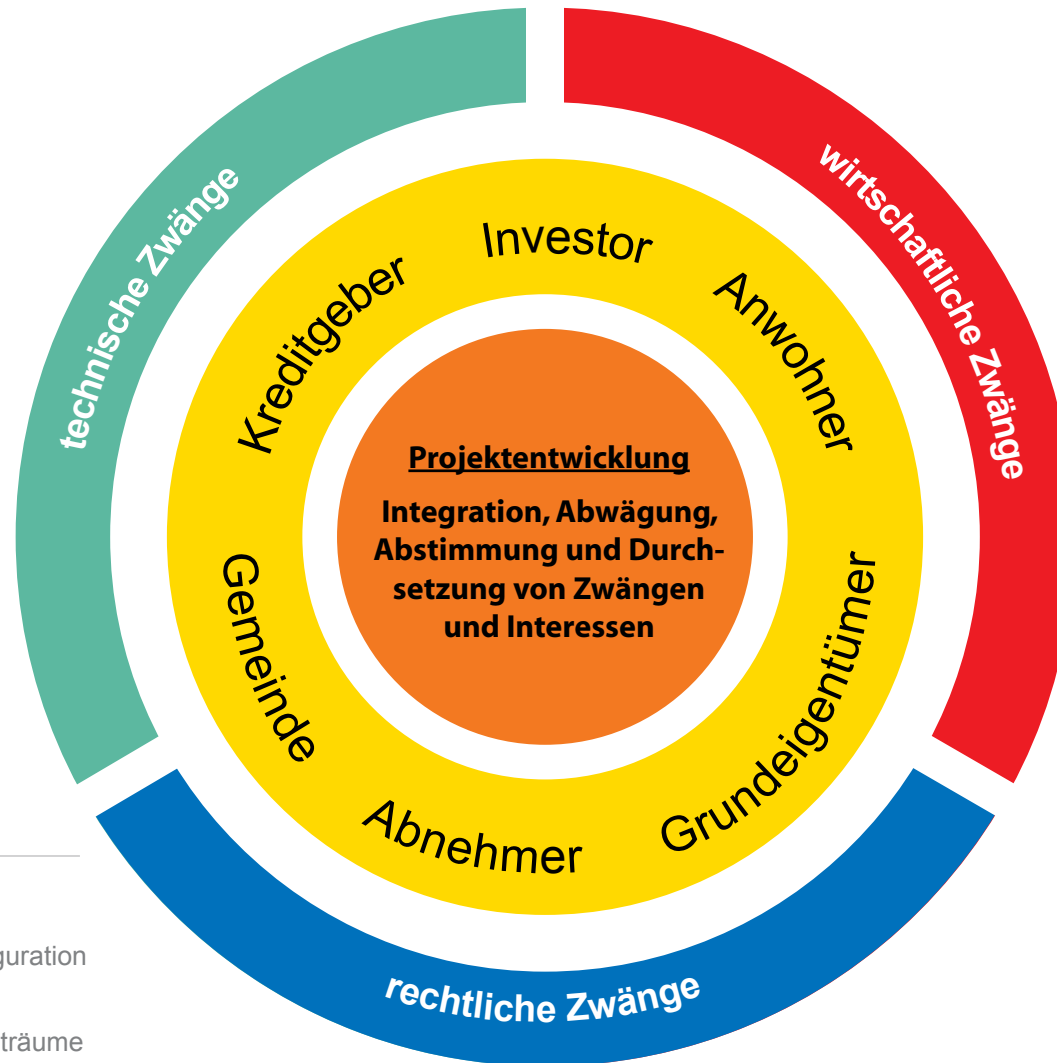 technische Zwänge
wirtschaftliche Zwänge
Investor
Kreditgeber
Anwohner
Projektentwicklung
Integration, Abwägung,
Abstimmung und Durch-
setzung von Zwängen
und Interessen
Gemeinde
Grundeigentümer
Abnehmer
rechtliche Zwänge
guration
träume